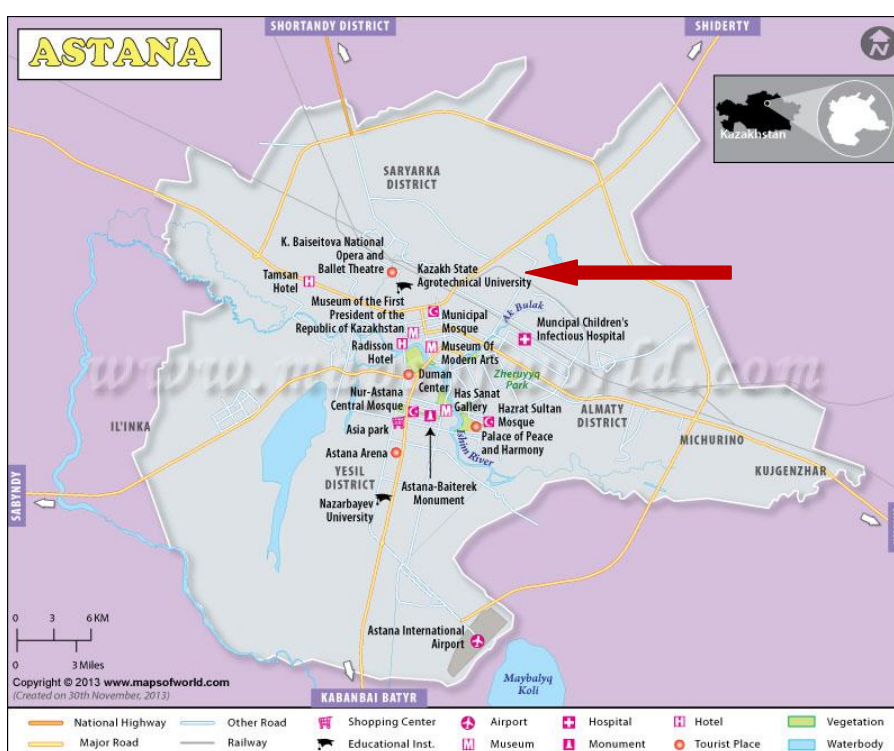 SHORTANDY DISTRICT
SHIDERTY
ASTANA
N
Kazakhstan
SARYARKA
DISTRICT
K. Baiseitova National
Opera and
Ballet Theatre
Tamsan
Hotel
Kazakh State
Agrotechnical University
Museum of the First
President of the
Republic of Kazakhstan
Municipal
Mosque
Ak Bulak
Muncipal Children's
Infectious Hospital
Radisson
Hotel
Museum Of
Modern Arts
www.mapsofworld.com
Duman
Center
Zheruyyq
Park
Nur-Astana
Central Mosque
Has Sanat
Gallery
Hazrat Sultan
Mosque
ALMATY
DISTRICT
IL'INKA
Asia park
Palace of Peace
and Harmony
MICHURINO
Ishim River
Astana Arena
YESIL
DISTRICT
KUJGENZHAR
SABYNDY
Astana-Baiterek
Monument
Nazarbayev
University
0 3 6 KM
0 3 Miles
Astana International
Airport
Maybalyq
Koli
Copyright © 2013 www.mapsofworld.com
(Created on 30th November, 2013)
KABANBAI BATYR
National Highway Other Road Shopping Center Airport H Hospital H Hotel Vegetation
Major Road Railway Educational Inst. M Museum Monument Tourist Place Waterbody